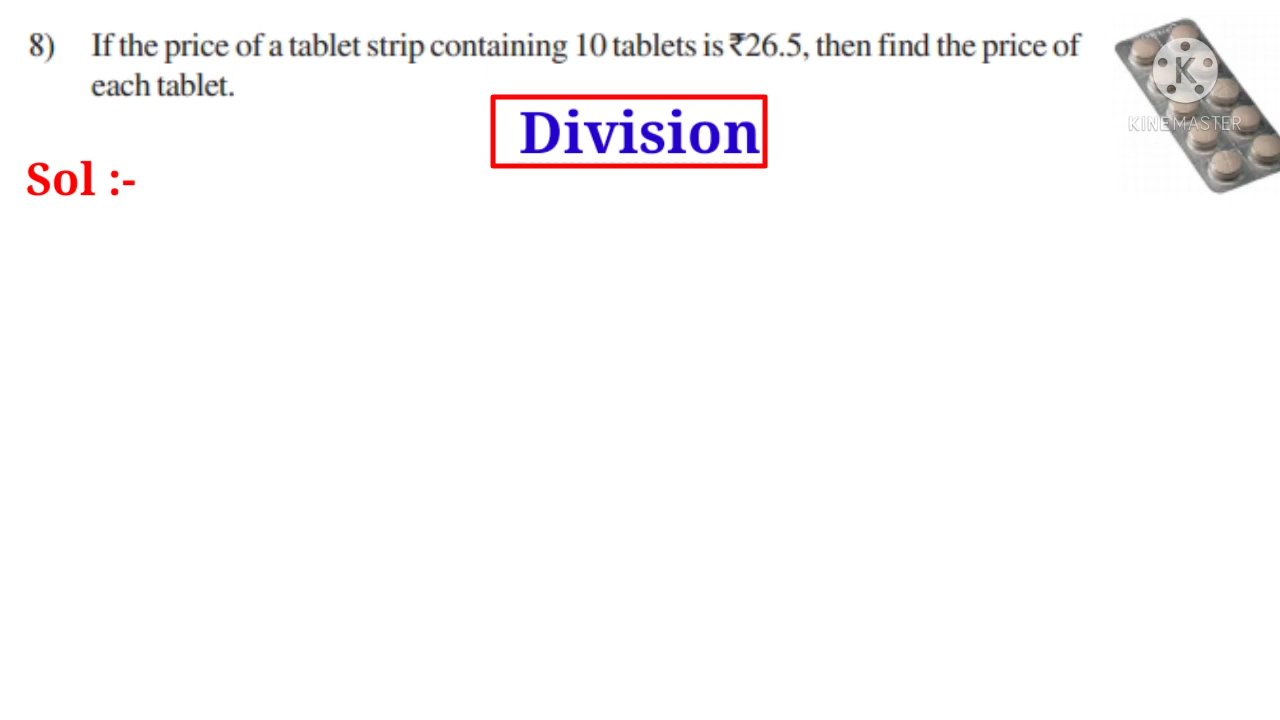 8) If the price of a tablet strip containing 10 tablets is ₹26.5, then find the price of
each tablet.
K
KINEMASTER
Division
Sol :-